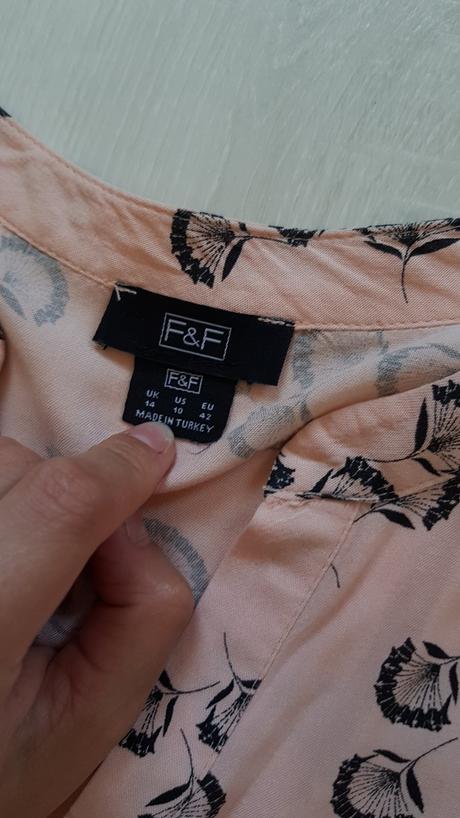 F&F
F&F
UK US EU
14 10 42
MADE IN TURKEY